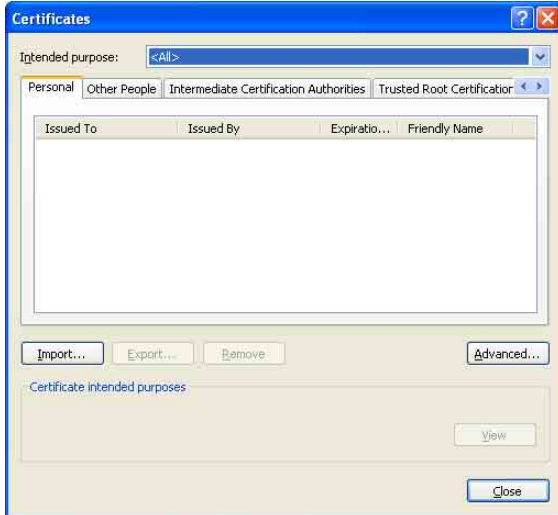 Certificates
Intended purpose: <All>
Personal Other People Intermediate Certification Authorities Trusted Root Certification
Issued To Issued By Expiratio... Friendly Name
Import... Export... Remove Advanced...
Certificate intended purposes
View
Close